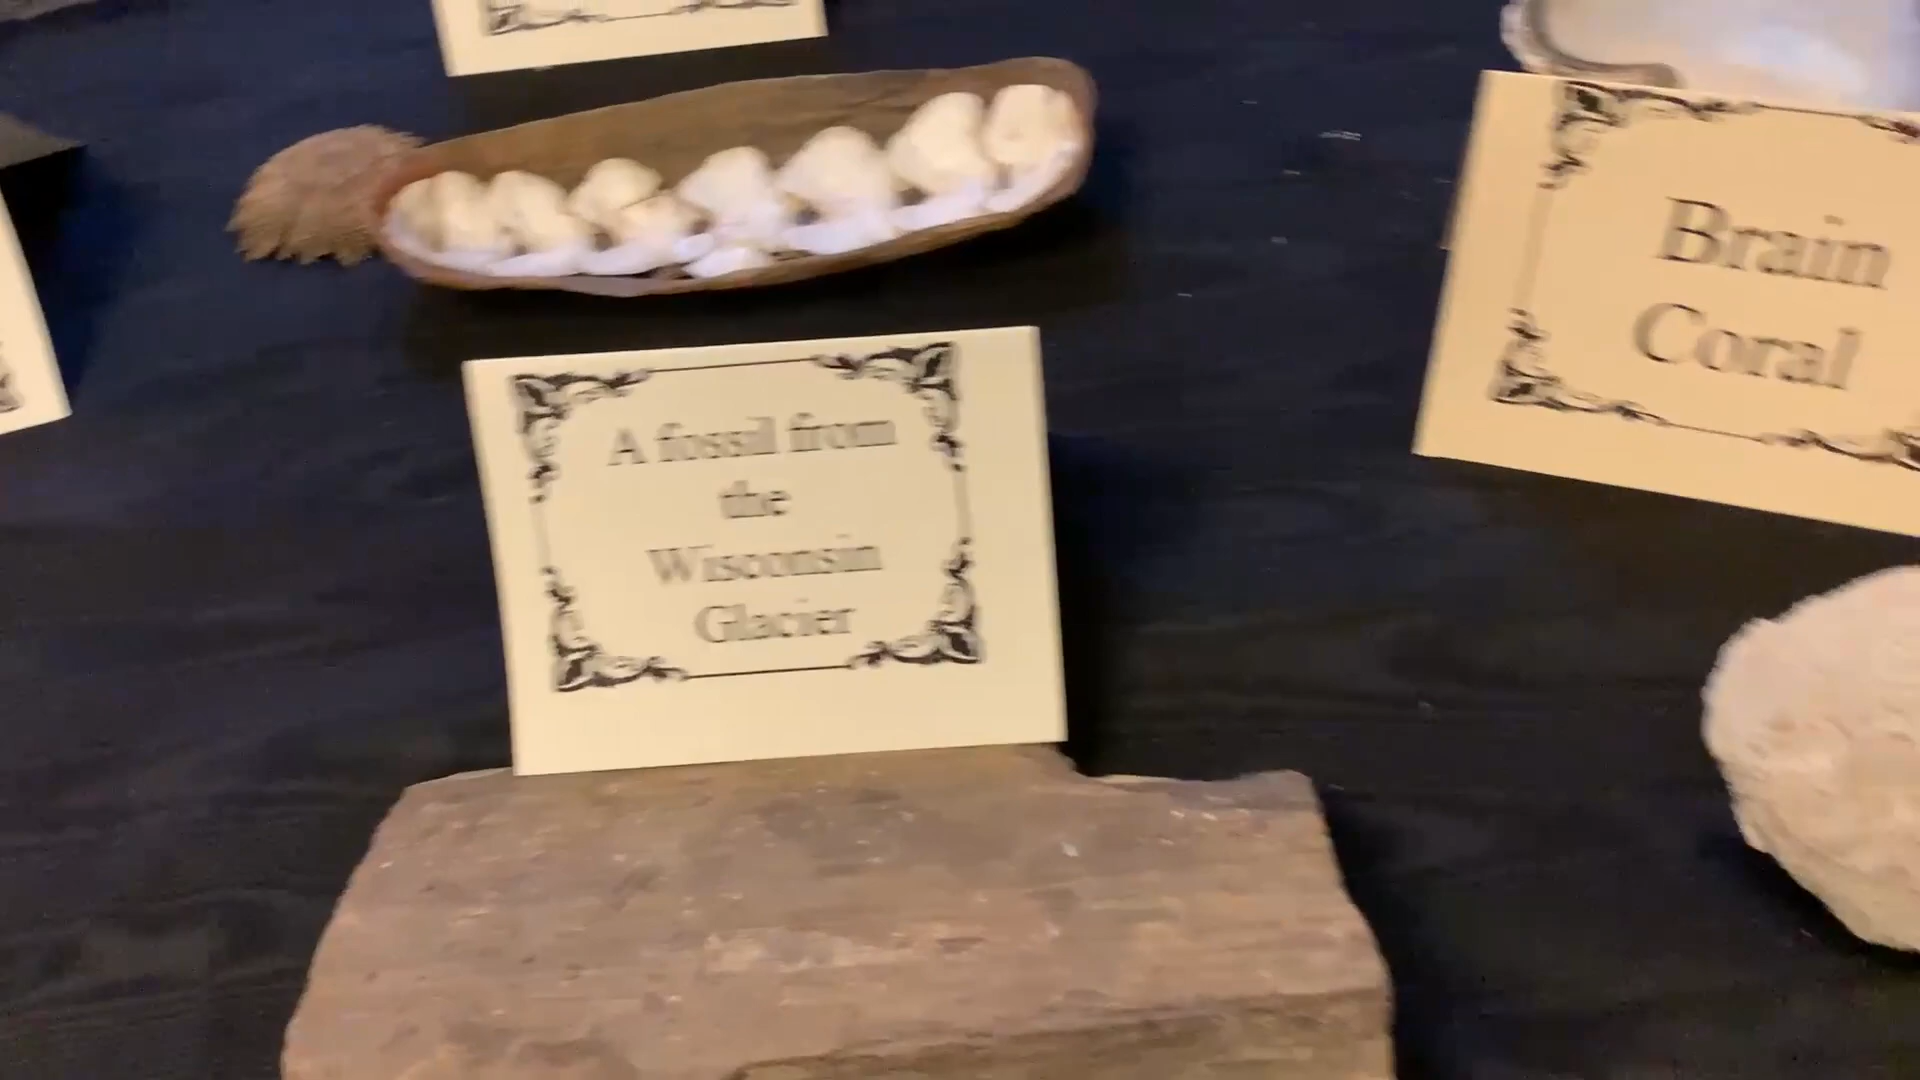 A fossil from
the
Wisconsin
Glacier
Brain
Coral